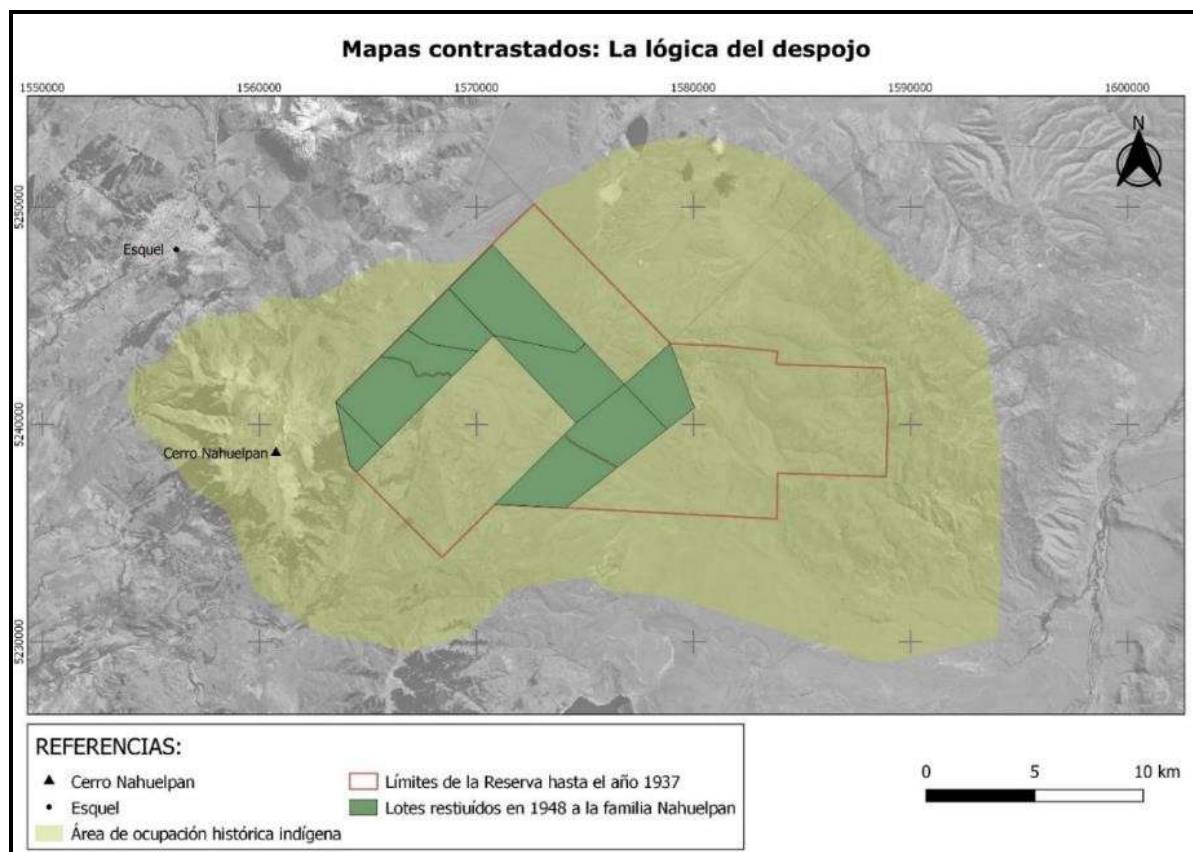 Mapas contrastados: La lógica del despojo
1550000 1560000 1570000 1580000 1590000 1600000
N
5250000
Esquel
5240000
Cerro Nahuelpan
5230000
REFERENCIAS:
Cerro Nahuelpan
Esquel
Área de ocupación histórica indígena
Límites de la Reserva hasta el año 1937
Lotes restiuídos en 1948 a la familia Nahuelpan
0 5 10 km